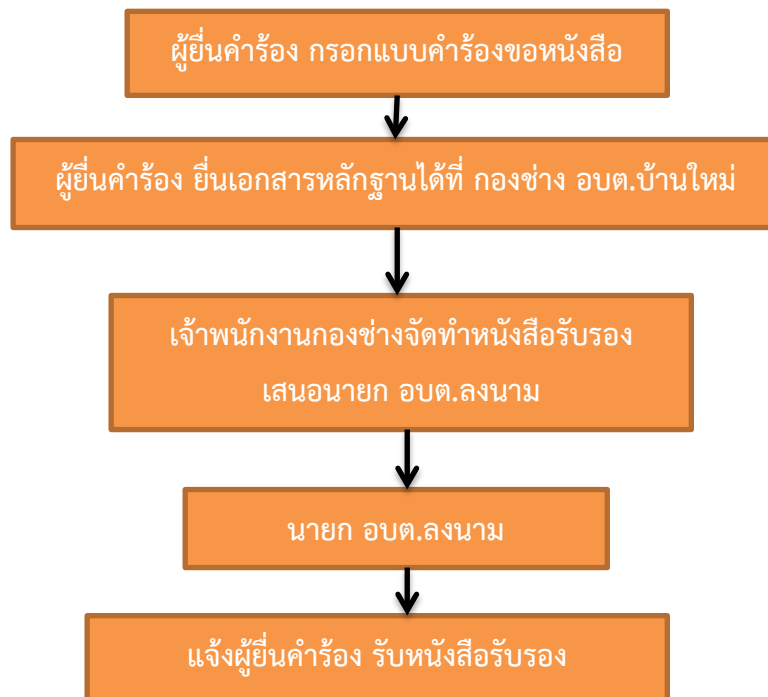 ผู้ยื่นคำร้อง กรอกแบบคำร้องขอหนังสือ
ผู้ยื่นคำร้อง ยื่นเอกสารหลักฐานได้ที่ กองช่าง อบต.บ้านใหม่
เจ้าพนักงานกองช่างจัดทำหนังสือรับรอง
เสนอนายก อบต.ลงนาม
นายก อบต.ลงนาม
แจ้งผู้ยื่นคำร้อง รับหนังสือรับรอง